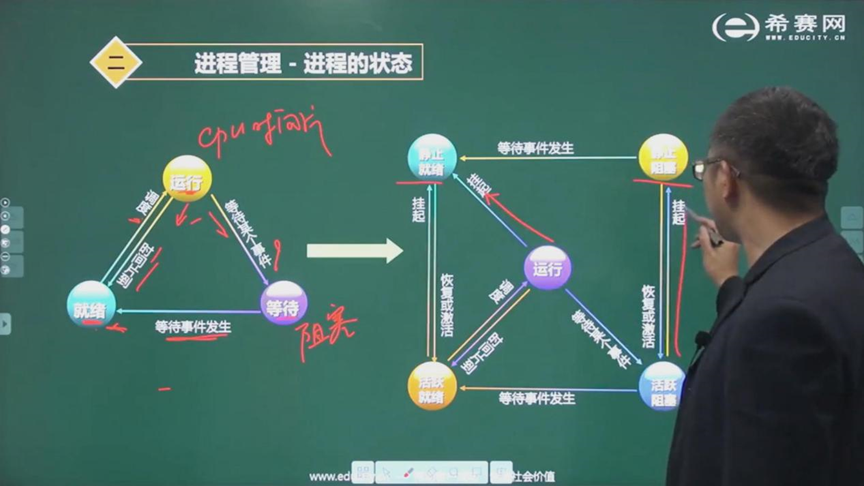 希赛网
WWW.EDUCITY.CN
二
进程管理 - 进程的状态
cpu时间片
运行
调度
时间片到
等待某个事件
就绪
等待
等待事件发生
阻塞
静止
就绪
等待事件发生
静止
阻塞
挂起
挂起
挂起
运行
恢复或激活
调度
时间片到
等待某个事件
恢复或激活
活跃
就绪
等待事件发生
活跃
阻塞
www.ed
社会价值